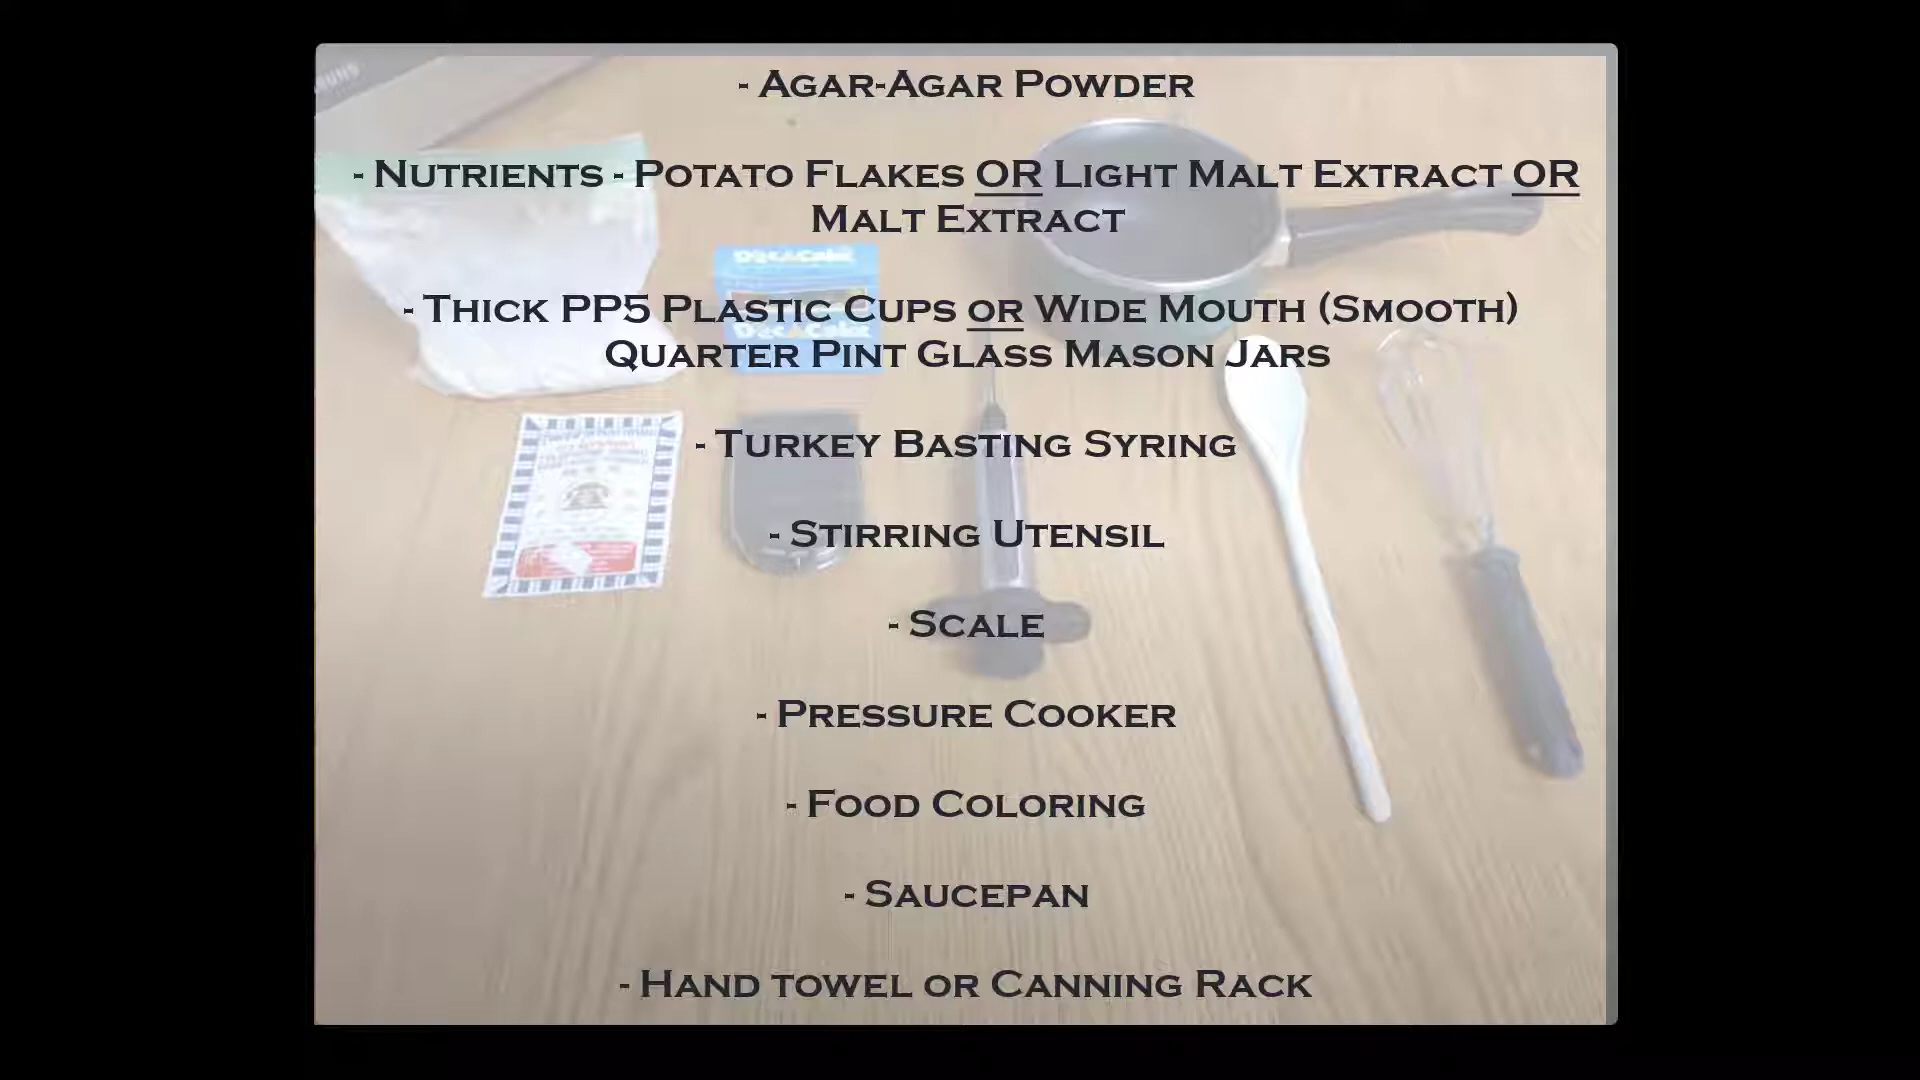 - Agar-Agar Powder
- Nutrients - Potato Flakes OR Light Malt Extract OR
Malt Extract
- Thick PP5 Plastic Cups or Wide Mouth (Smooth)
Quarter Pint Glass Mason Jars
- Turkey Basting Syring
- Stirring Utensil
- Scale
- Pressure Cooker
- Food Coloring
- Saucepan
- Hand towel or Canning Rack